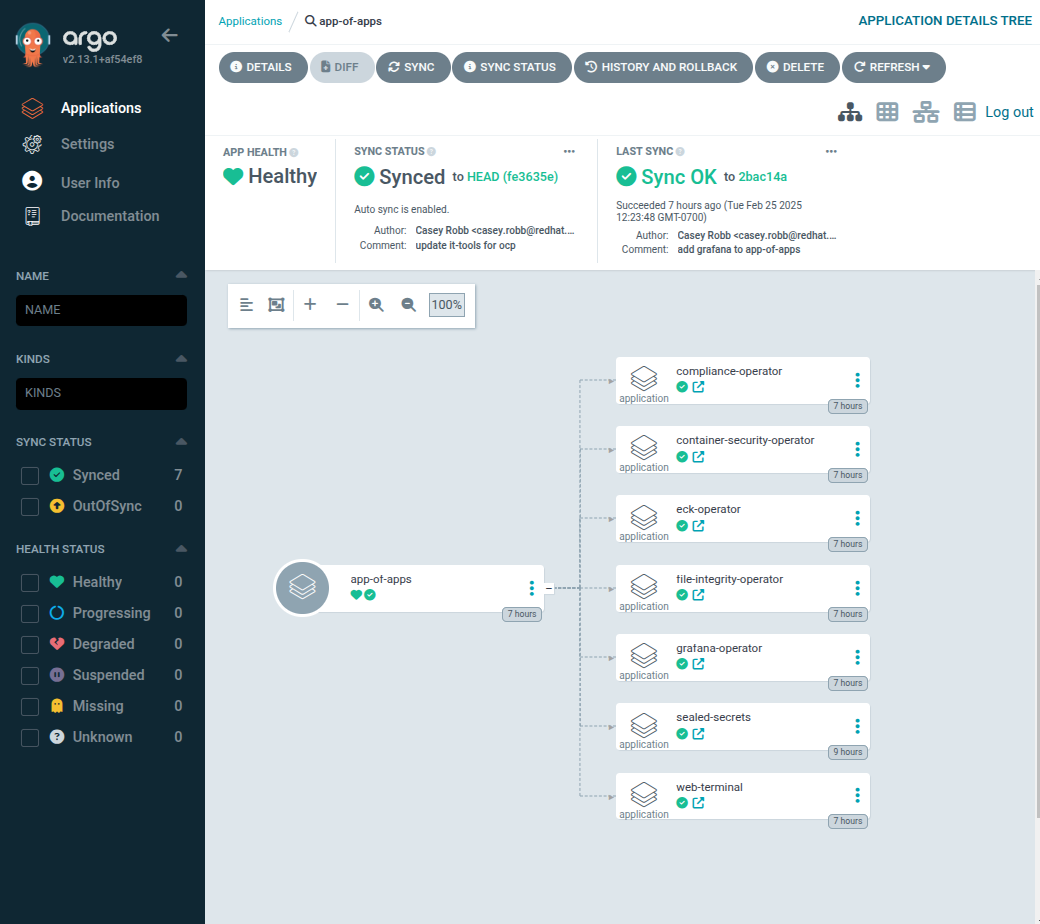 argo
v2.13.1+af54ef8
Applications
Settings
User Info
Documentation
NAME
NAME
KINDS
KINDS
SYNC STATUS
Synced 7
OutOfSync 0
HEALTH STATUS
Healthy 0
Progressing 0
Degraded 0
Suspended 0
Missing 0
Unknown 0
Applications / app-of-apps
APPLICATION DETAILS TREE
DETAILS DIFF SYNC SYNC STATUS HISTORY AND ROLLBACK DELETE REFRESH
Log out
APP HEALTH
Healthy
SYNC STATUS
Synced to HEAD (fe3635e)
Auto sync is enabled.
Author: Casey Robb <casey.robb@redhat....
Comment: update it-tools for ocp
LAST SYNC
Sync OK to 2bac14a
Succeeded 7 hours ago (Tue Feb 25 2025
12:23:48 GMT-0700)
Author: Casey Robb <casey.robb@redhat....
Comment: add grafana to app-of-apps
100%
app-of-apps
7 hours
compliance-operator
application
7 hours
container-security-operator
application
7 hours
eck-operator
application
7 hours
file-integrity-operator
application
7 hours
grafana-operator
application
7 hours
sealed-secrets
application
9 hours
web-terminal
application
7 hours